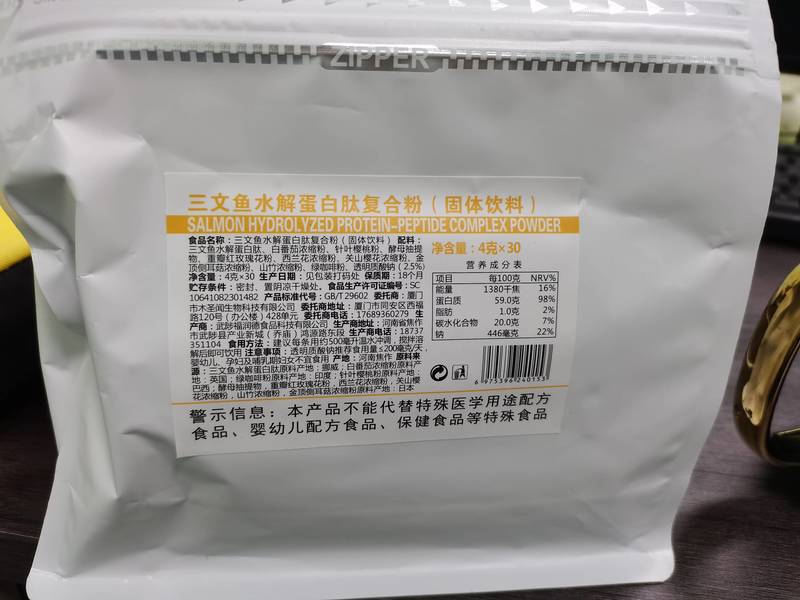 ZIPPER
三文鱼水解蛋白肽复合粉（固体饮料）
SALMON HYDROLYZED PROTEIN-PEPTIDE COMPLEX POWDER
食品名称：三文鱼水解蛋白肽复合粉（固体饮料） 配料：
三文鱼水解蛋白肽、白番茄浓缩粉、针叶樱桃粉、酵母抽提
物、重瓣红玫瑰花粉、西兰花浓缩粉、关山樱花浓缩粉、金
顶侧耳菇浓缩粉、山竹浓缩粉、绿咖啡粉、透明质酸钠（2.5%）
净含量：4克×30 生产日期：见包装打码处 保质期：18个月
贮存条件：密封、置阴凉干燥处。食品生产许可证编号：SC
10641082301482 产品标准代号：GB/T29602 委托商：厦门
市木圣闻生物科技有限公司 委托商地址：厦门市同安区西福
路120号（办公楼）428单元 委托商电话：17689360279 生
产商：武陟福润德食品科技有限公司 生产商地址：河南省焦作
市武陟县产业新城（乔庙）鸿源路东段 生产商电话：18737
351104 食用方法：建议每条用约500毫升温水冲调，搅拌溶
解后即可饮用 注意事项：透明质酸钠推荐食用量≤200毫克/天，
婴幼儿、孕妇及哺乳期妇女不宜食用 产地：河南焦作 原料来
源：三文鱼水解蛋白肽原料产地：挪威；白番茄浓缩粉原料产
地：英国；绿咖啡粉原料产地：印度；针叶樱桃粉原料产地：
巴西；酵母抽提物，重瓣红玫瑰花粉，西兰花浓缩粉，关山樱
花浓缩粉，山竹浓缩粉，金顶侧耳菇浓缩粉原料产地：日本
净含量：4克×30
营养成分表
项目 每100克 NRV%
能量 1380千焦 16%
蛋白质 59.0克 98%
脂肪 1.0克 2%
碳水化合物 20.0克 7%
钠 446毫克 22%
6975396240153
警示信息：本产品不能代替特殊医学用途配方
食品、婴幼儿配方食品、保健食品等特殊食品